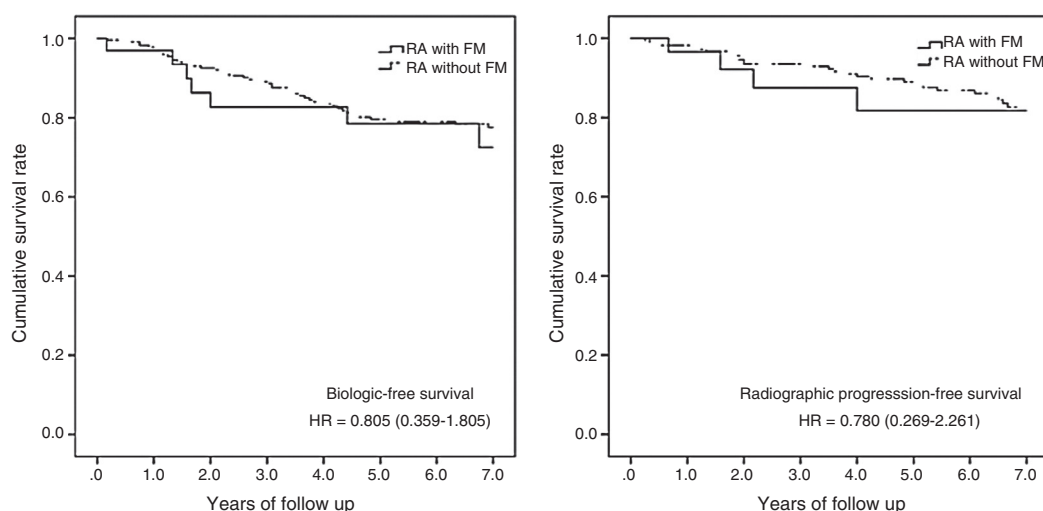 1.0
0.8
0.6
0.4
0.2
0.0
Cumulative survival rate
RA with FM
RA without FM
Biologic-free survival
HR = 0.805 (0.359-1.805)
.0 1.0 2.0 3.0 4.0 5.0 6.0 7.0
Years of follow up
1.0
0.8
0.6
0.4
0.2
0.0
Cumulative survival rate
RA with FM
RA without FM
Radiographic progresssion-free survival
HR = 0.780 (0.269-2.261)
.0 1.0 2.0 3.0 4.0 5.0 6.0 7.0
Years of follow up